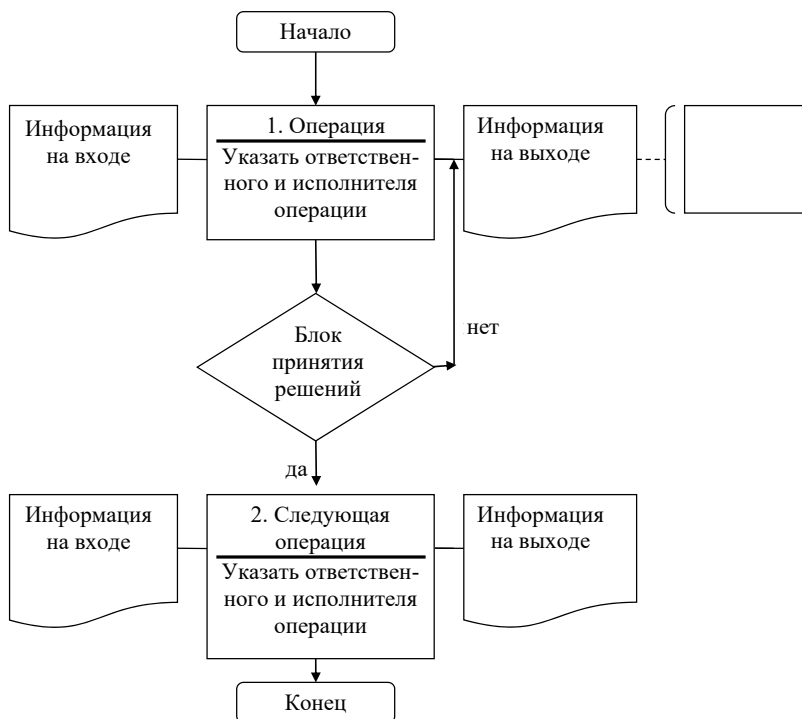 Начало
Информация
на входе
1. Операция
Указать ответствен-
ного и исполнителя
операции
Информация
на выходе
Блок
принятия
решений
нет
да
Информация
на входе
2. Следующая
операция
Указать ответствен-
ного и исполнителя
операции
Информация
на выходе
Конец